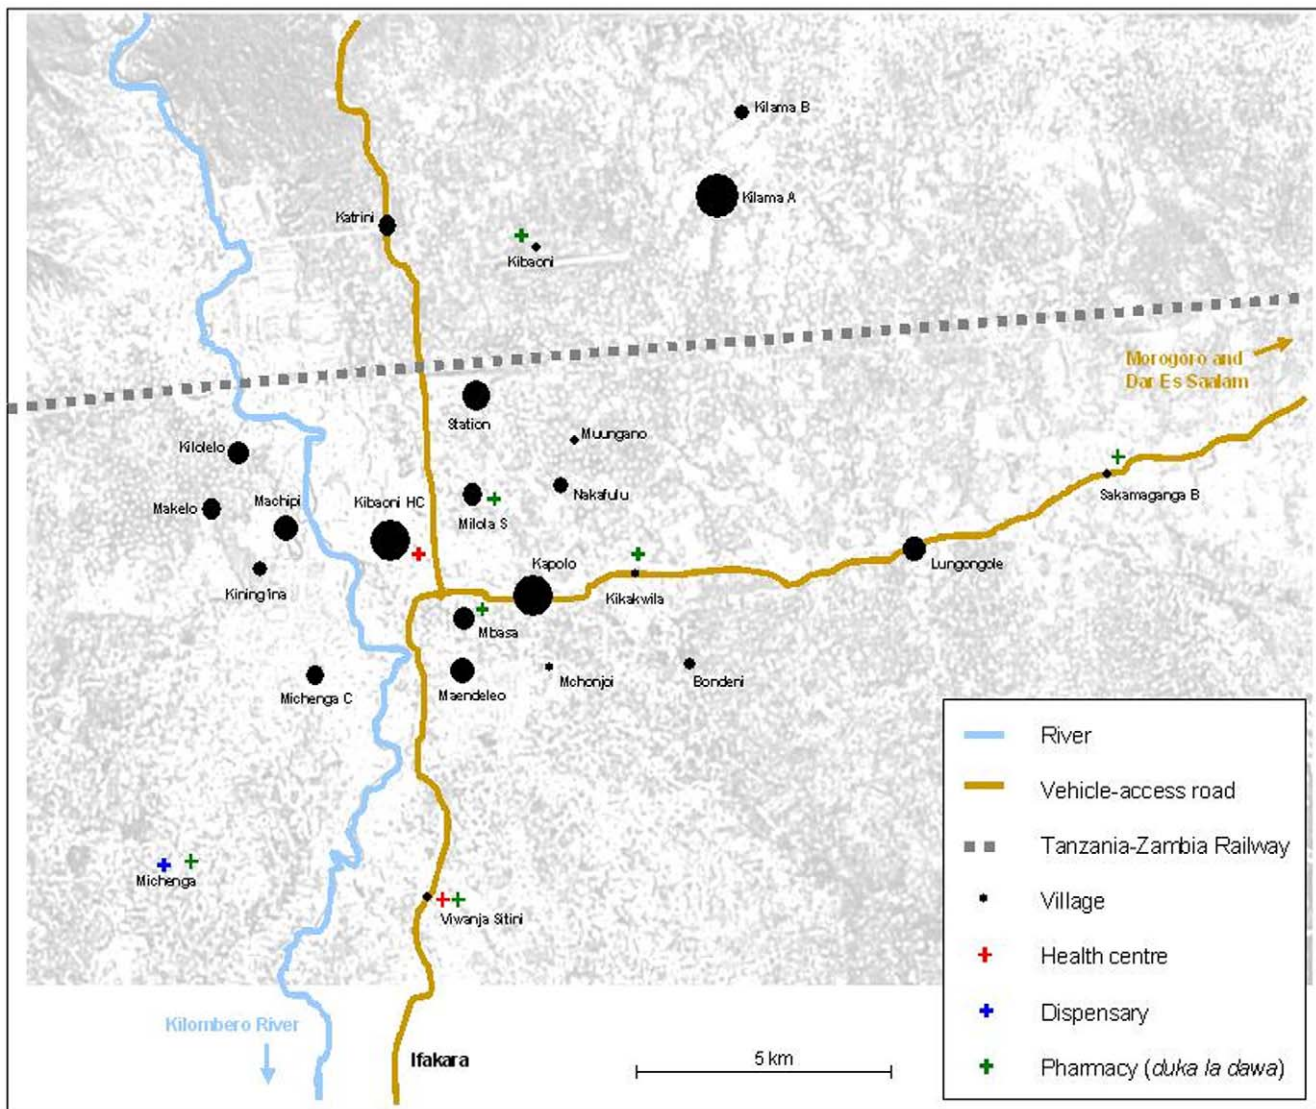 Kilama B
Kilama A
Katrini
Kibaoni
Morogoro and
Dar Es Saalam
Station
Muungano
Kilolelo
Sakamaganga B
Nakafulu
Machipi
Kibaoni HC
Makelo
Milola S
Lungongole
Kapolo
Kining'ina
Kikakwila
Mbasa
Mchonjoi
Bondeni
Michenga C
Maendeleo
River
Vehicle-access road
Tanzania-Zambia Railway
Village
Health centre
Dispensary
Pharmacy (duka la dawa)
Michenga
Viwanja Sitini
Kilombero River
Ifakara
5 km